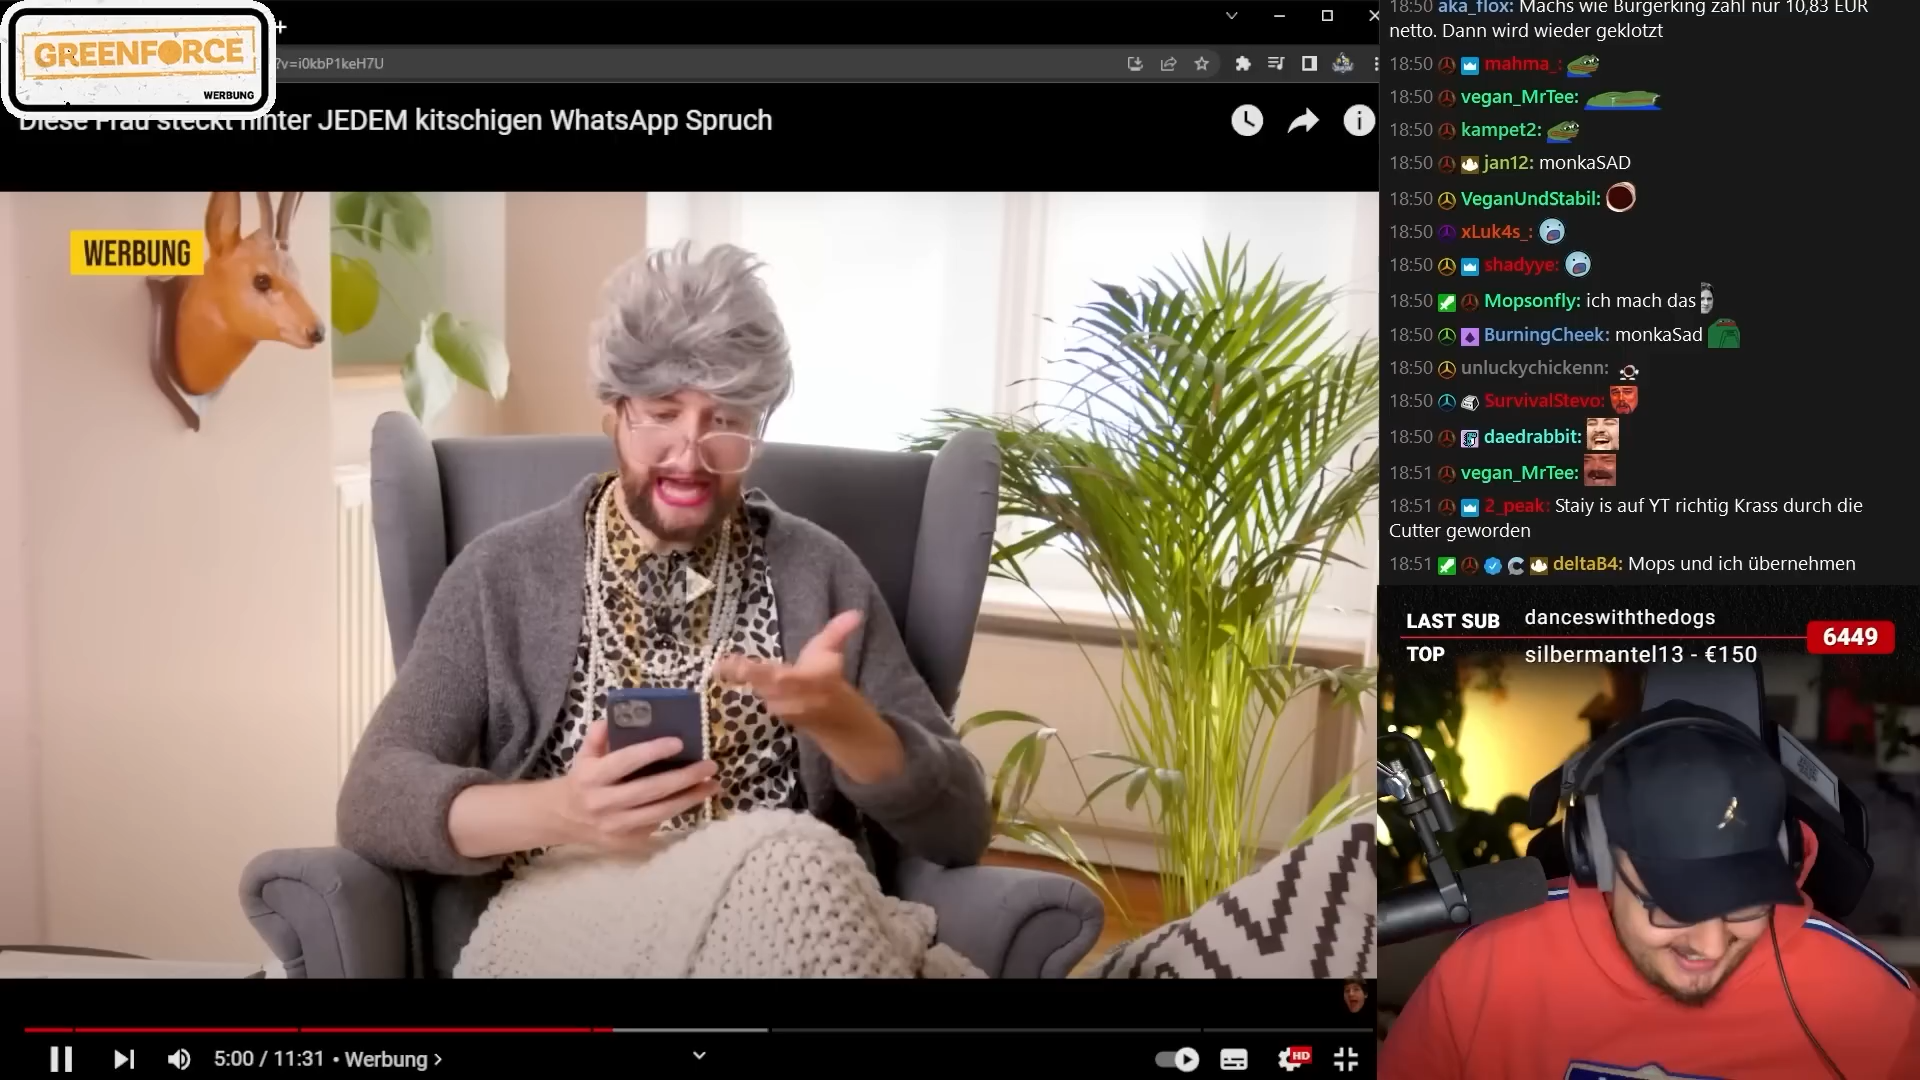 GREENFORCE
WERBUNG
?v=i0kbP1keH7U
Diese Frau steckt hinter JEDEM kitschigen WhatsApp Spruch
WERBUNG
5:00 / 11:31 • Werbung >
HD
18:50 aka_flox: Machs wie Burgerking zahl nur 10,83 EUR
netto. Dann wird wieder geklotzt
18:50 mahma_:
18:50 vegan_MrTee:
18:50 kampet2:
18:50 jan12: monkaSAD
18:50 VeganUndStabil:
18:50 xLuk4s_:
18:50 shadyye:
18:50 Mopsonfly: ich mach das
18:50 BurningCheek: monkaSad
18:50 unluckychickenn:
18:50 SurvivalStevo:
18:50 daedrabbit:
18:51 vegan_MrTee:
18:51 2_peak: Staiy is auf YT richtig Krass durch die
Cutter geworden
18:51 deltaB4: Mops und ich übernehmen
LAST SUB danceswiththedogs
6449
TOP silbermantel13 - €150